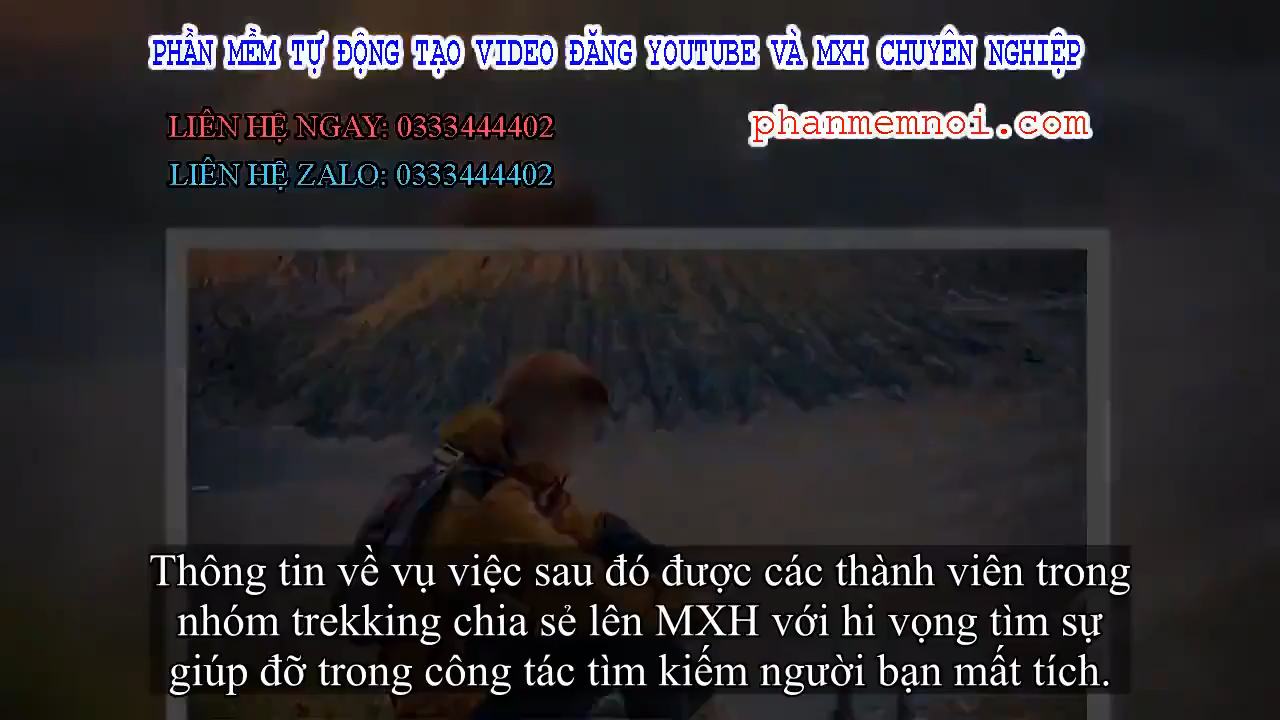 PHẦN MỀM TỰ ĐỘNG TẠO VIDEO ĐĂNG YOUTUBE VÀ MXH CHUYÊN NGHIỆP
LIÊN HỆ NGAY: 0333444402
phanmemnoi.com
LIÊN HỆ ZALO: 0333444402
Thông tin về vụ việc sau đó được các thành viên trong
nhóm trekking chia sẻ lên MXH với hi vọng tìm sự
giúp đỡ trong công tác tìm kiếm người bạn mất tích.